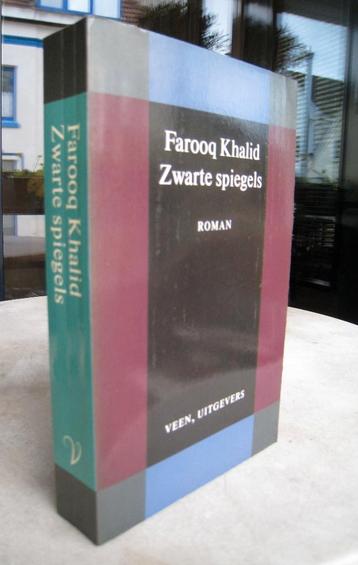 Farooq Khalid
Zwarte spiegels
ROMAN
VEEN, UITGEVERS
Farooq Khalid
Zwarte spiegels
V